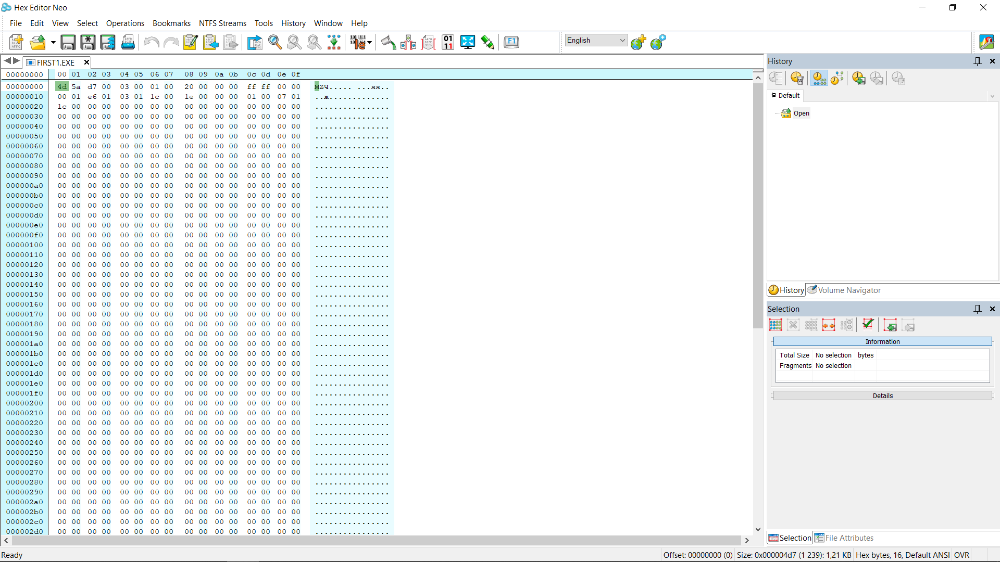 Hex Editor Neo
File Edit View Select Operations Bookmarks NTFS Streams Tools History Window Help
English
FIRST1.EXE
00000000 00 01 02 03 04 05 06 07 08 09 0a 0b 0c 0d 0e 0f
00000000 4d 5a d7 00 03 00 01 00 20 00 00 00 ff ff 00 00 MZЧ..... ...яя..
00000010 00 01 e6 01 03 01 1c 00 1e 00 00 00 01 00 07 01 ..ж.............
00000020 1c 00 00 00 00 00 00 00 00 00 00 00 00 00 00 00 ................
00000030 00 00 00 00 00 00 00 00 00 00 00 00 00 00 00 00 ................
00000040 00 00 00 00 00 00 00 00 00 00 00 00 00 00 00 00 ................
00000050 00 00 00 00 00 00 00 00 00 00 00 00 00 00 00 00 ................
00000060 00 00 00 00 00 00 00 00 00 00 00 00 00 00 00 00 ................
00000070 00 00 00 00 00 00 00 00 00 00 00 00 00 00 00 00 ................
00000080 00 00 00 00 00 00 00 00 00 00 00 00 00 00 00 00 ................
00000090 00 00 00 00 00 00 00 00 00 00 00 00 00 00 00 00 ................
000000a0 00 00 00 00 00 00 00 00 00 00 00 00 00 00 00 00 ................
000000b0 00 00 00 00 00 00 00 00 00 00 00 00 00 00 00 00 ................
000000c0 00 00 00 00 00 00 00 00 00 00 00 00 00 00 00 00 ................
000000d0 00 00 00 00 00 00 00 00 00 00 00 00 00 00 00 00 ................
000000e0 00 00 00 00 00 00 00 00 00 00 00 00 00 00 00 00 ................
000000f0 00 00 00 00 00 00 00 00 00 00 00 00 00 00 00 00 ................
00000100 00 00 00 00 00 00 00 00 00 00 00 00 00 00 00 00 ................
00000110 00 00 00 00 00 00 00 00 00 00 00 00 00 00 00 00 ................
00000120 00 00 00 00 00 00 00 00 00 00 00 00 00 00 00 00 ................
00000130 00 00 00 00 00 00 00 00 00 00 00 00 00 00 00 00 ................
00000140 00 00 00 00 00 00 00 00 00 00 00 00 00 00 00 00 ................
00000150 00 00 00 00 00 00 00 00 00 00 00 00 00 00 00 00 ................
00000160 00 00 00 00 00 00 00 00 00 00 00 00 00 00 00 00 ................
00000170 00 00 00 00 00 00 00 00 00 00 00 00 00 00 00 00 ................
00000180 00 00 00 00 00 00 00 00 00 00 00 00 00 00 00 00 ................
00000190 00 00 00 00 00 00 00 00 00 00 00 00 00 00 00 00 ................
000001a0 00 00 00 00 00 00 00 00 00 00 00 00 00 00 00 00 ................
000001b0 00 00 00 00 00 00 00 00 00 00 00 00 00 00 00 00 ................
000001c0 00 00 00 00 00 00 00 00 00 00 00 00 00 00 00 00 ................
000001d0 00 00 00 00 00 00 00 00 00 00 00 00 00 00 00 00 ................
000001e0 00 00 00 00 00 00 00 00 00 00 00 00 00 00 00 00 ................
000001f0 00 00 00 00 00 00 00 00 00 00 00 00 00 00 00 00 ................
00000200 00 00 00 00 00 00 00 00 00 00 00 00 00 00 00 00 ................
00000210 00 00 00 00 00 00 00 00 00 00 00 00 00 00 00 00 ................
00000220 00 00 00 00 00 00 00 00 00 00 00 00 00 00 00 00 ................
00000230 00 00 00 00 00 00 00 00 00 00 00 00 00 00 00 00 ................
00000240 00 00 00 00 00 00 00 00 00 00 00 00 00 00 00 00 ................
00000250 00 00 00 00 00 00 00 00 00 00 00 00 00 00 00 00 ................
00000260 00 00 00 00 00 00 00 00 00 00 00 00 00 00 00 00 ................
00000270 00 00 00 00 00 00 00 00 00 00 00 00 00 00 00 00 ................
00000280 00 00 00 00 00 00 00 00 00 00 00 00 00 00 00 00 ................
00000290 00 00 00 00 00 00 00 00 00 00 00 00 00 00 00 00 ................
000002a0 00 00 00 00 00 00 00 00 00 00 00 00 00 00 00 00 ................
000002b0 00 00 00 00 00 00 00 00 00 00 00 00 00 00 00 00 ................
000002c0 00 00 00 00 00 00 00 00 00 00 00 00 00 00 00 00 ................
000002d0 00 00 00 00 00 00 00 00 00 00 00 00 00 00 00 00 ................
History
Default
Open
History Volume Navigator
Selection
Information
Total Size No selection bytes
Fragments No selection
Details
Selection File Attributes
Ready Offset: 00000000 (0) Size: 0x000004d7 (1 239): 1,21 KB Hex bytes, 16, Default ANSI OVR